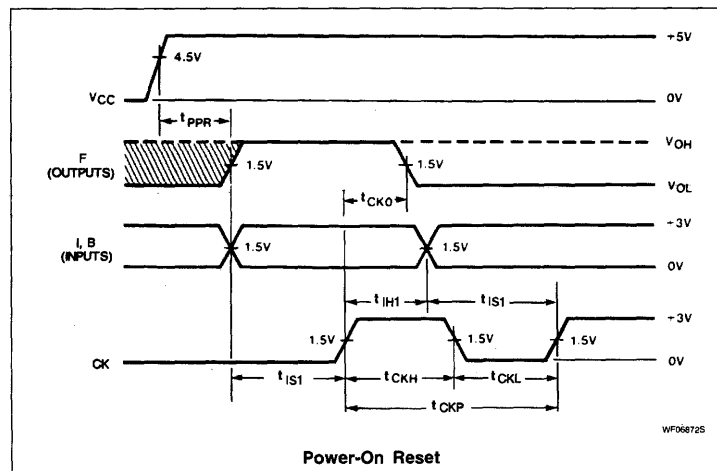 +5V
4.5V
VCC
0V
tPPR
VOH
F
(OUTPUTS)
1.5V
1.5V
VOL
tCKO
+3V
I, B
(INPUTS)
1.5V
1.5V
0V
tIH1
tIS1
+3V
1.5V
1.5V
1.5V
CK
0V
tIS1
tCKH
tCKL
tCKP
WF06872S
Power-On Reset